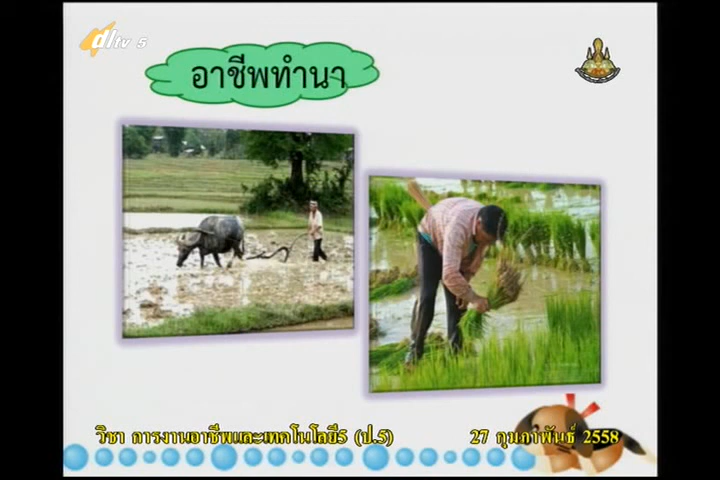 dltv 5
อาชีพทำนา
วิชา การงานอาชีพและเทคโนโลยี5 (ป.5)
27 กุมภาพันธ์ 2558